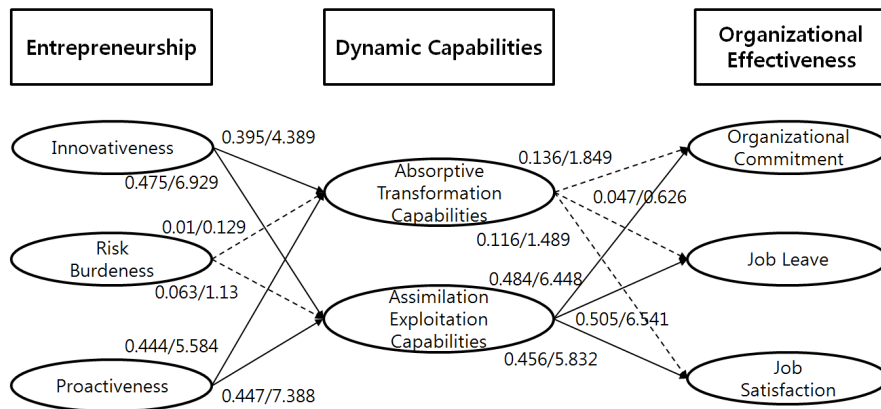 Entrepreneurship
Dynamic Capabilities
Organizational
Effectiveness
Innovativeness
0.395/4.389
0.475/6.929
Absorptive
Transformation
Capabilities
0.136/1.849
Organizational
Commitment
0.047/0.626
0.01/0.129
Risk
Burdeness
0.063/1.13
0.116/1.489
Job Leave
0.484/6.448
Assimilation
Exploitation
Capabilities
0.505/6.541
0.456/5.832
0.444/5.584
Proactiveness
0.447/7.388
Job
Satisfaction